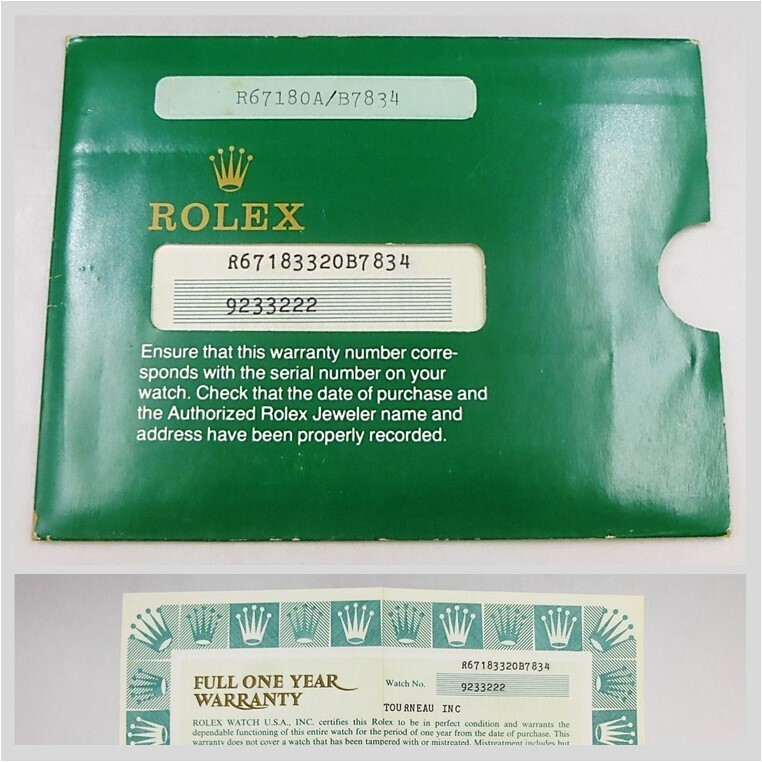 R67180A/B7834
ROLEX
R67183320B7834
9233222
Ensure that this warranty number corre-
sponds with the serial number on your
watch. Check that the date of purchase and
the Authorized Rolex Jeweler name and
address have been properly recorded.
R67183320B7834
FULL ONE YEAR
WARRANTY
Watch No.
9233222
TOURNEAU INC
ROLEX WATCH U.S.A., INC. certifies this Rolex to be in perfect condition and warrants the
dependable functioning of this entire watch for the period of one year from the date of purchase. This
warranty does not cover a watch that has been tampered with or mistreated. Mistreatment includes but